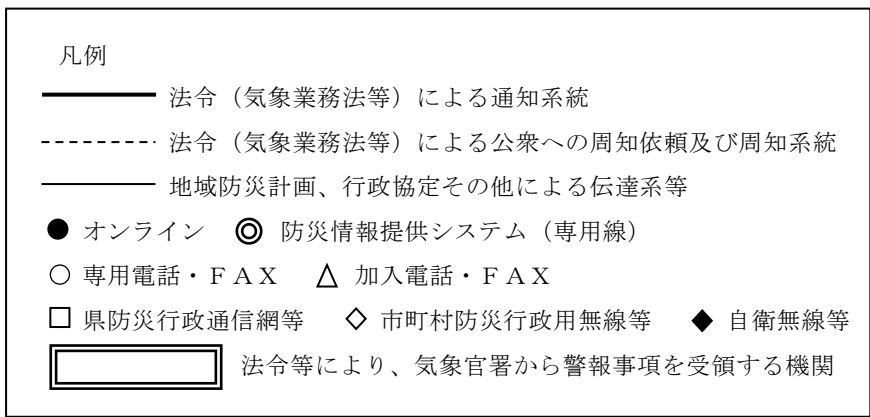 凡例
法令（気象業務法等）による通知系統
法令（気象業務法等）による公衆への周知依頼及び周知系統
地域防災計画、行政協定その他による伝達系等
● オンライン ◎ 防災情報提供システム（専用線）
○ 専用電話・ＦＡＸ △ 加入電話・ＦＡＸ
□ 県防災行政通信網等 ◇ 市町村防災行政用無線等 ◆ 自衛無線等
法令等により、気象官署から警報事項を受領する機関